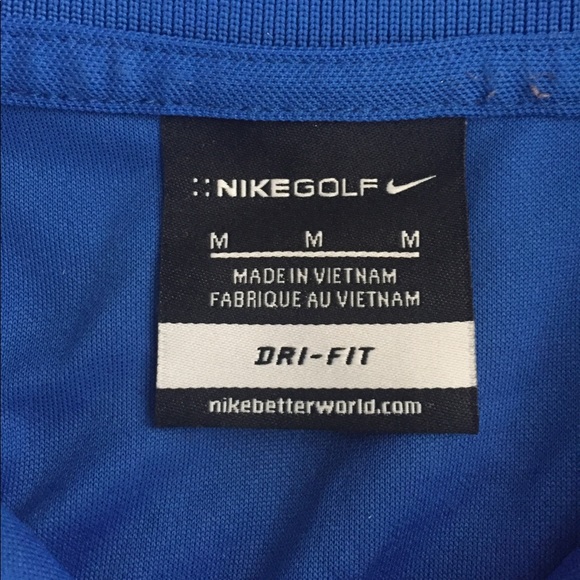 ::NIKEGOLF
M M M
MADE IN VIETNAM
FABRIQUE AU VIETNAM
DRI-FIT
nikebetterworld.com